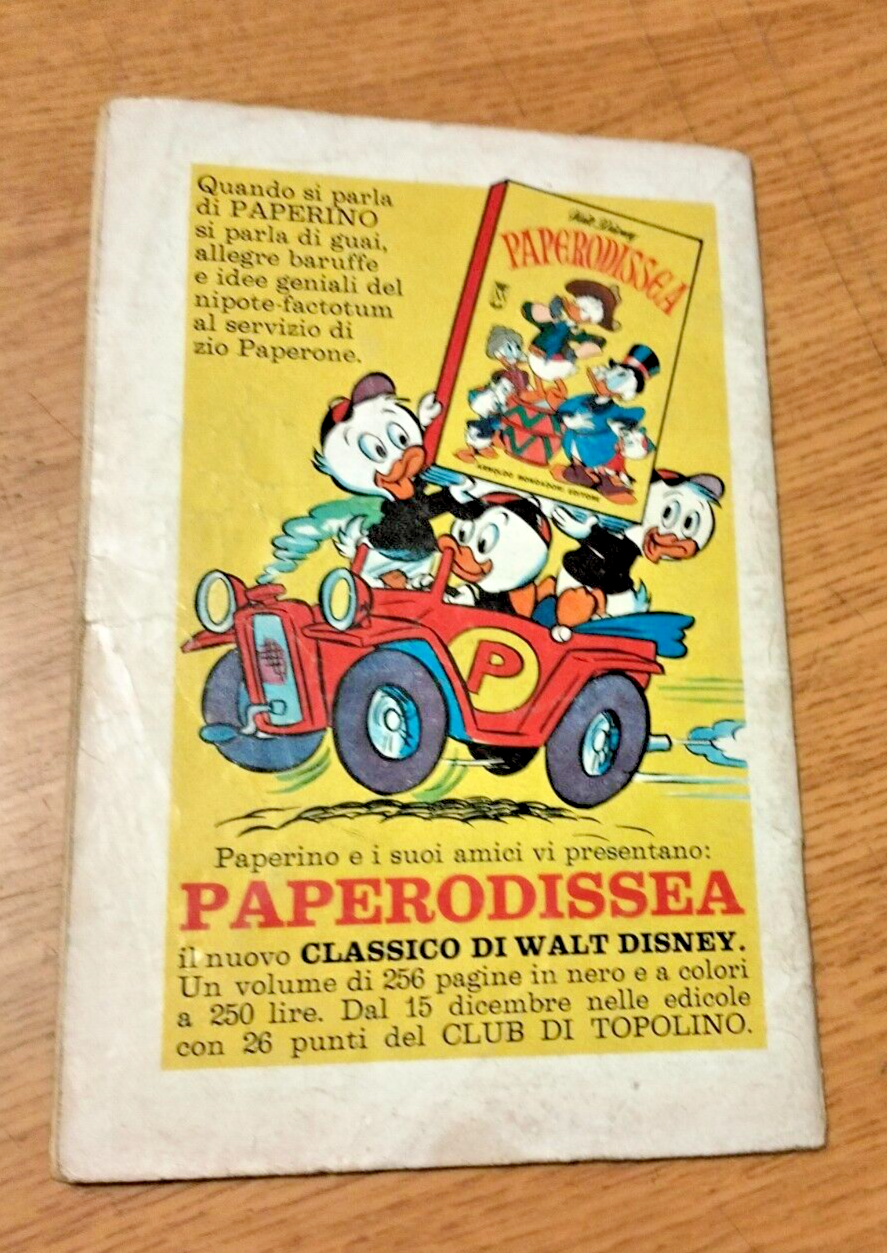 Quando si parla
di PAPERINO
si parla di guai,
allegre baruffe
e idee geniali del
nipote-factotum
al servizio di
zio Paperone.
Walt Disney
PAPERODISSEA
ARNOLDO MONDADORI EDITORE
P
Paperino e i suoi amici vi presentano:
PAPERODISSEA
il nuovo CLASSICO DI WALT DISNEY.
Un volume di 256 pagine in nero e a colori
a 250 lire. Dal 15 dicembre nelle edicole
con 26 punti del CLUB DI TOPOLINO.